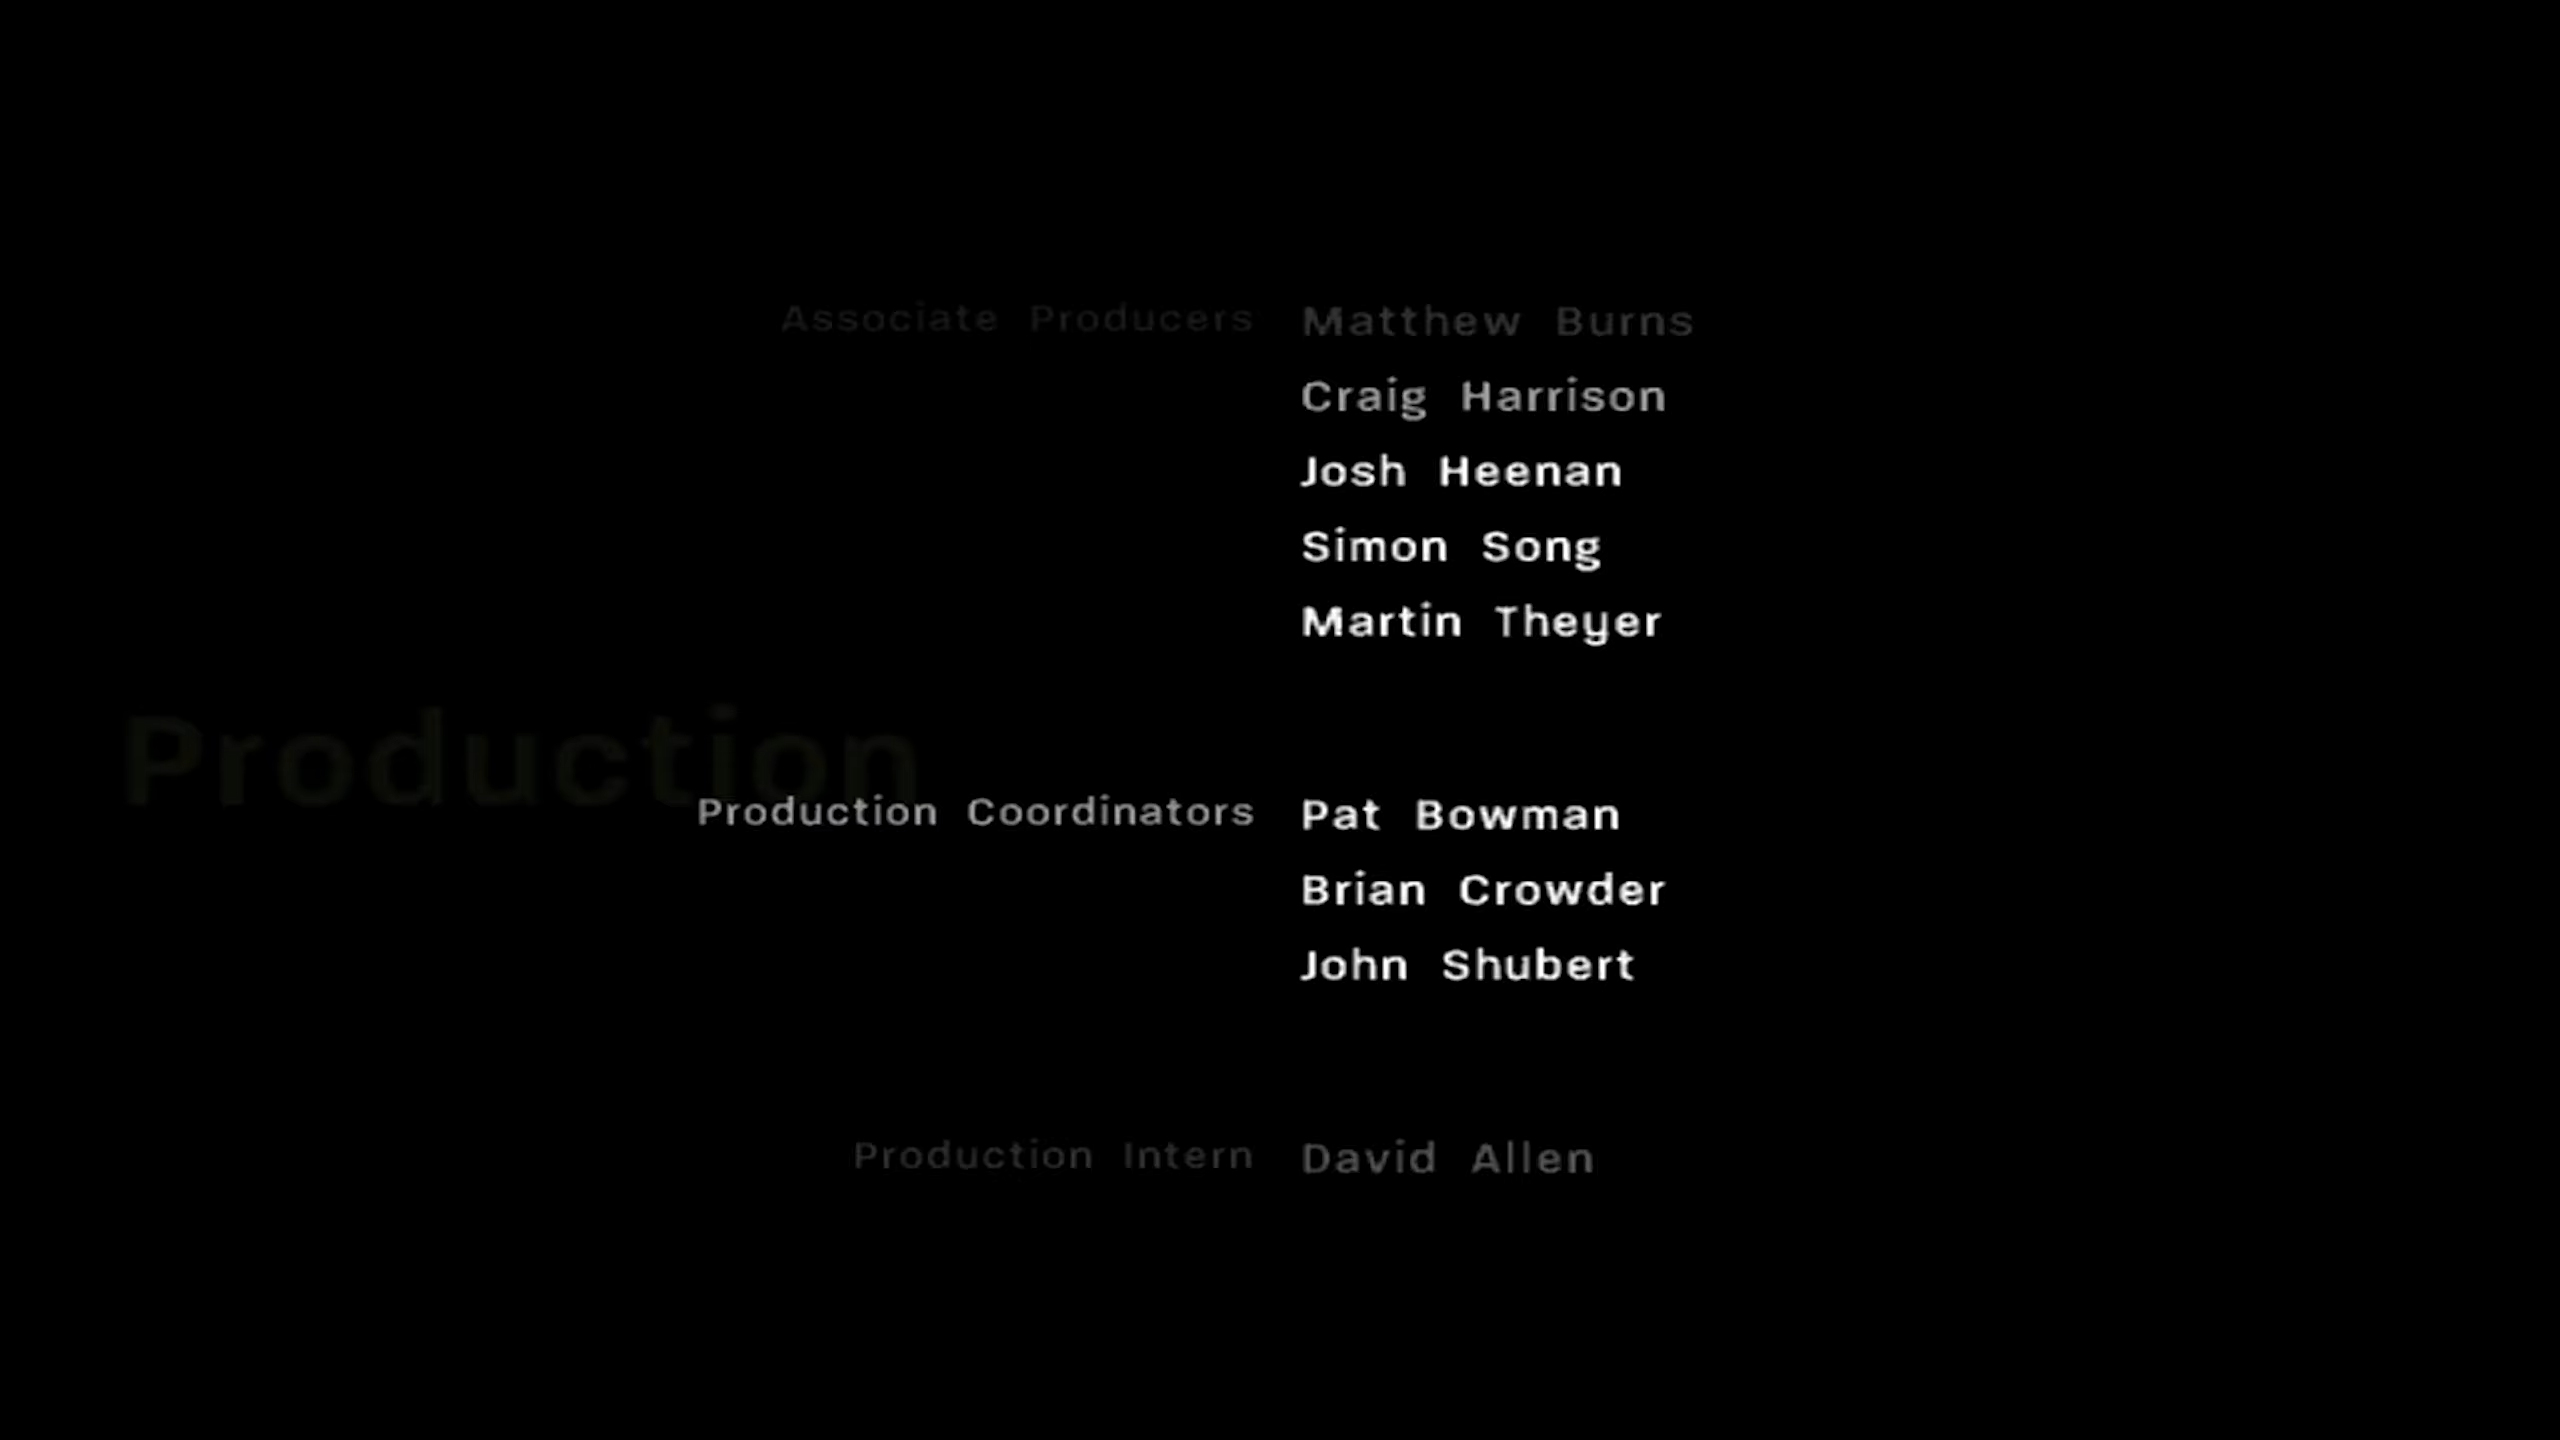 Associate Producers Matthew Burns
Craig Harrison
Josh Heenan
Simon Song
Martin Theyer
Production
Production Coordinators Pat Bowman
Brian Crowder
John Shubert
Production Intern David Allen